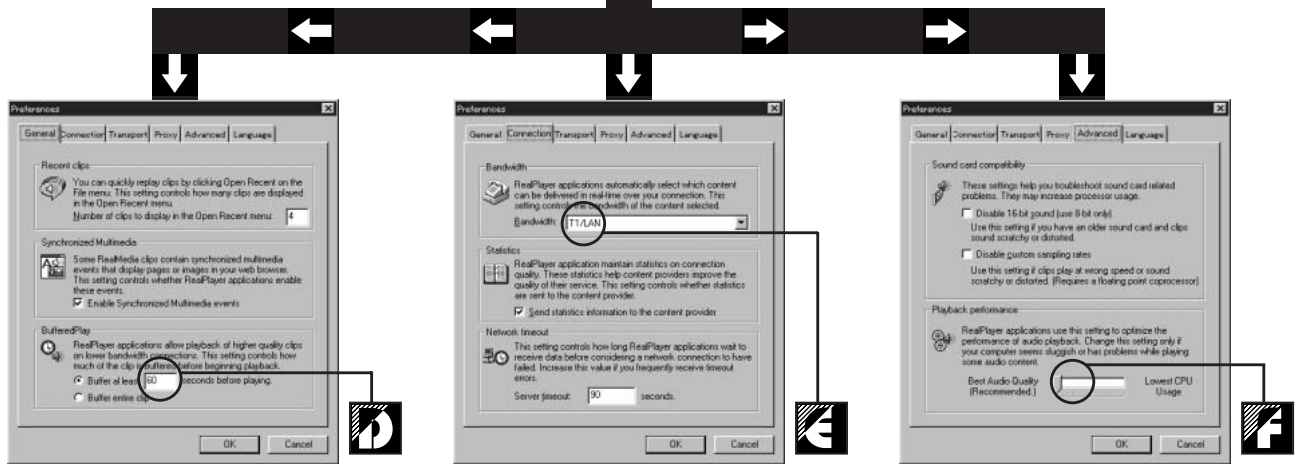 Preferences
General Connection Transport Proxy Advanced Language
Recent clips
You can quickly replay clips by clicking Open Recent on the
File menu. This setting controls how many clips are displayed
in the Open Recent menu.
Number of clips to display in the Open Recent menu: 4
Synchronized Multimedia
Some RealMedia clips contain synchronized multimedia
events that display pages or images in your web browser.
This setting controls whether RealPlayer applications enable
these events.
Enable Synchronized Multimedia events
BufferedPlay
RealPlayer applications allow playback of higher quality clips
on lower bandwidth connections. This setting controls how
much of the clip is buffered before beginning playback.
Buffer at least 60 seconds before playing.
Buffer entire clip
OK Cancel
D
Preferences
General Connection Transport Proxy Advanced Language
Bandwidth
RealPlayer applications automatically select which content
can be delivered in real-time over your connection. This
setting controls the bandwidth of the content selected.
Bandwidth: T1/LAN
Statistics
RealPlayer application maintain statistics on connection
quality. These statistics help content providers improve the
quality of their service. This setting controls whether statistics
are sent to the content provider.
Send statistics information to the content provider
Network timeout
This setting controls how long RealPlayer applications wait to
receive data before considering a network connection to have
failed. Increase this value if you frequently receive timeout
errors.
Server timeout: 90 seconds.
OK Cancel
E
Preferences
General Connection Transport Proxy Advanced Language
Sound card compatibility
These settings help you troubleshoot sound card related
problems. They may increase processor usage.
Disable 16-bit sound (use 8-bit only)
Use this setting if you have an older sound card and clips
sound scratchy or distorted.
Disable custom sampling rates
Use this setting if clips play at wrong speed or sound
scratchy or distorted. (Requires a floating point coprocessor)
Playback performance
RealPlayer applications use this setting to optimize the
performance of audio playback. Change this setting only if
your computer seems sluggish or has problems while playing
some audio content.
Best Audio Quality Lowest CPU
(Recommended.) Usage
OK Cancel
F